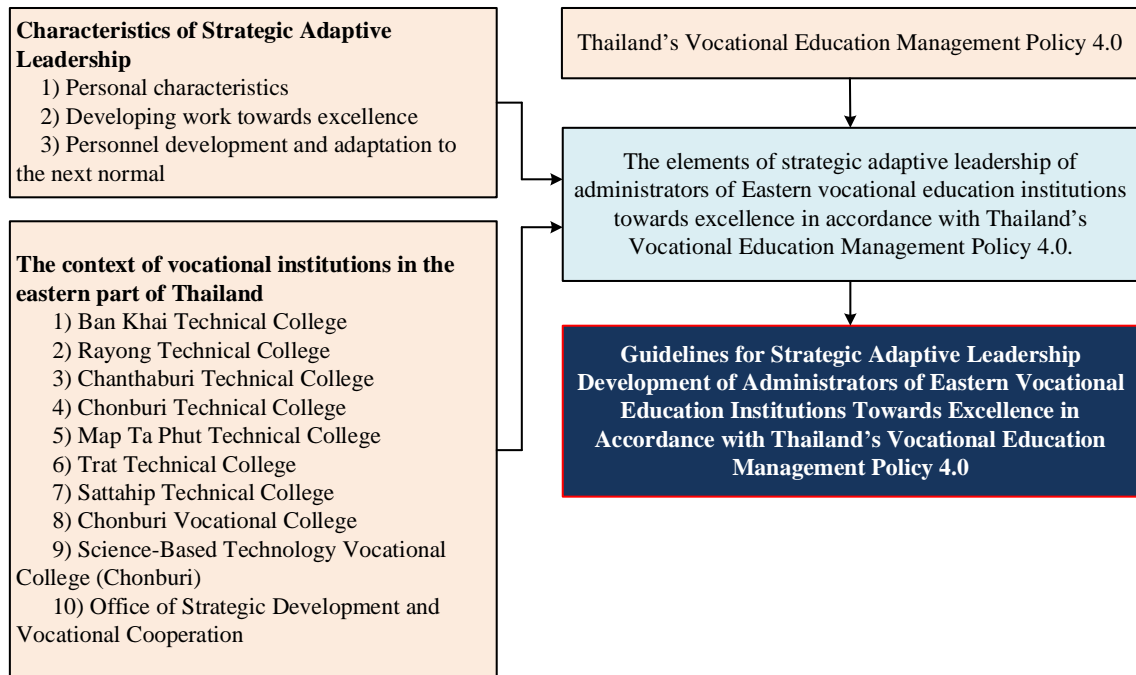 Characteristics of Strategic Adaptive
Leadership
1) Personal characteristics
2) Developing work towards excellence
3) Personnel development and adaptation to
the next normal
The context of vocational institutions in the
eastern part of Thailand
1) Ban Khai Technical College
2) Rayong Technical College
3) Chanthaburi Technical College
4) Chonburi Technical College
5) Map Ta Phut Technical College
6) Trat Technical College
7) Sattahip Technical College
8) Chonburi Vocational College
9) Science-Based Technology Vocational
College (Chonburi)
10) Office of Strategic Development and
Vocational Cooperation
Thailand’s Vocational Education Management Policy 4.0
The elements of strategic adaptive leadership of
administrators of Eastern vocational education institutions
towards excellence in accordance with Thailand’s
Vocational Education Management Policy 4.0.
Guidelines for Strategic Adaptive Leadership
Development of Administrators of Eastern Vocational
Education Institutions Towards Excellence in
Accordance with Thailand’s Vocational Education
Management Policy 4.0